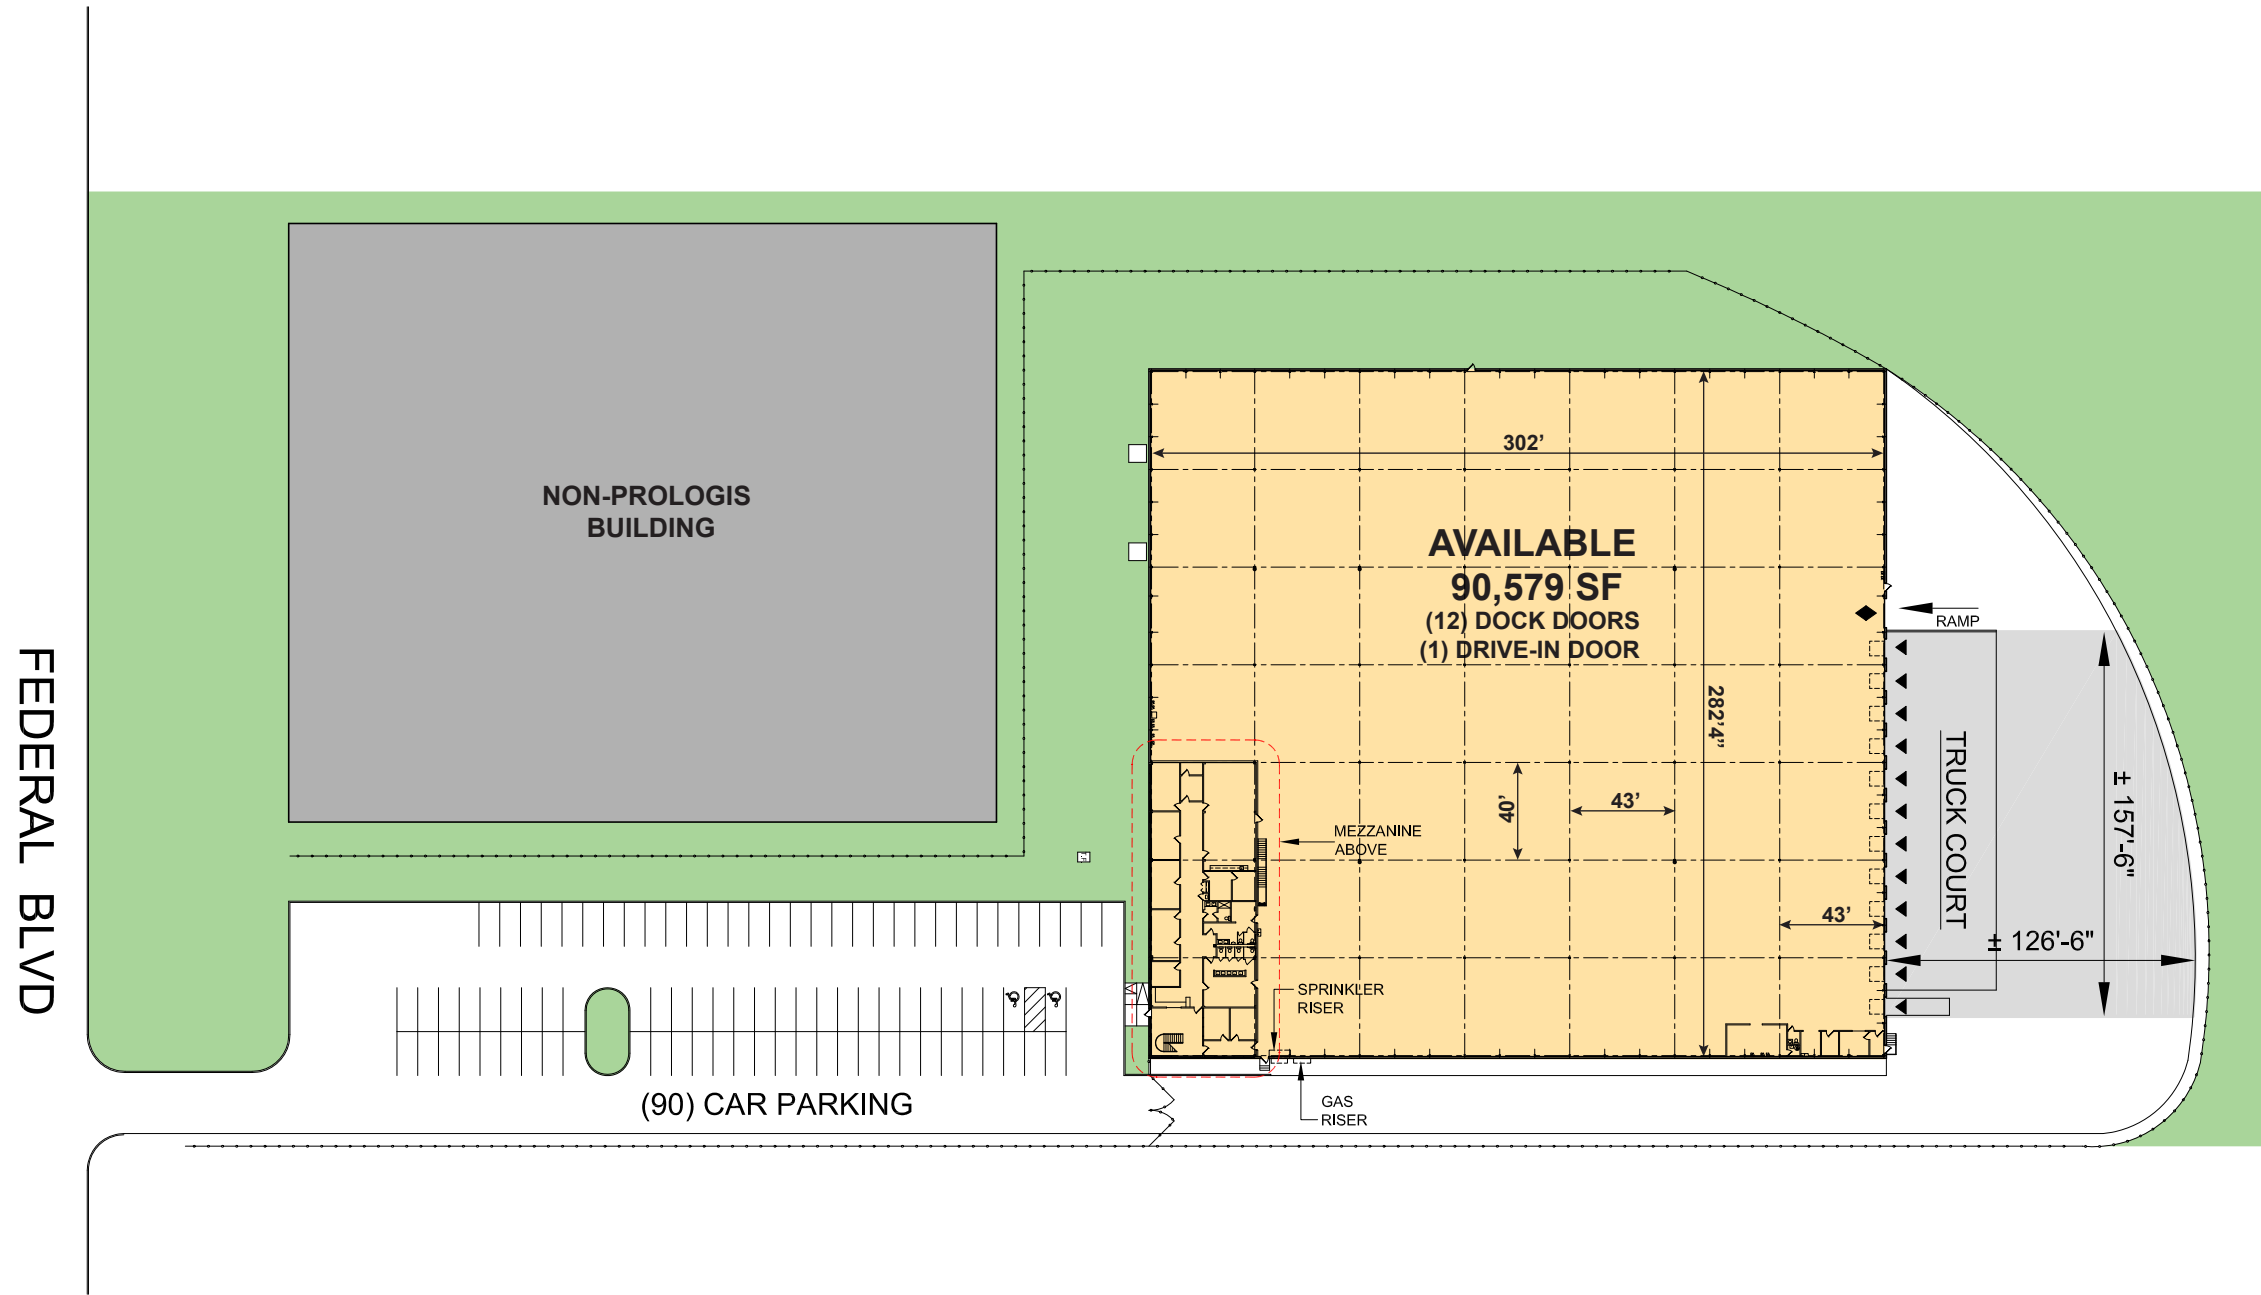 NON-PROLOGIS
BUILDING
302’
AVAILABLE
90,579 SF
(12) DOCK DOORS
(1) DRIVE-IN DOOR
282’4”
RAMP
TRUCK COURT
± 157'-6"
± 126'-6"
40’
43’
43’
MEZZANINE
ABOVE
SPRINKLER
RISER
GAS
RISER
(90) CAR PARKING
FEDERAL BLVD